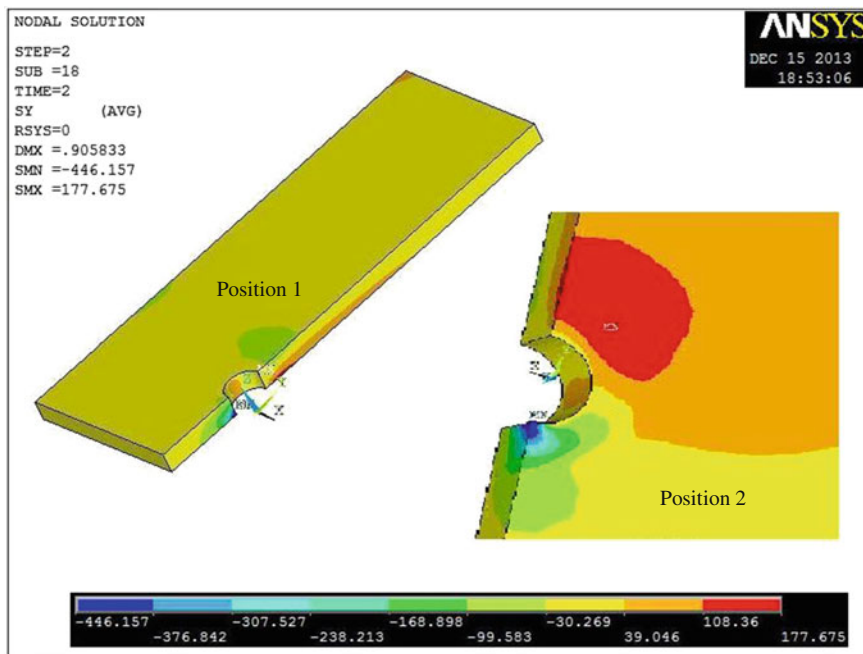 NODAL SOLUTION
STEP=2
SUB =18
TIME=2
SY (AVG)
RSYS=0
DMX =.905833
SMN =-446.157
SMX =177.675
ANSYS
DEC 15 2013
18:53:06
Position 1
X
MX
MN
Position 2
-446.157 -307.527 -168.898 -30.269 108.36
-376.842 -238.213 -99.583 39.046 177.675